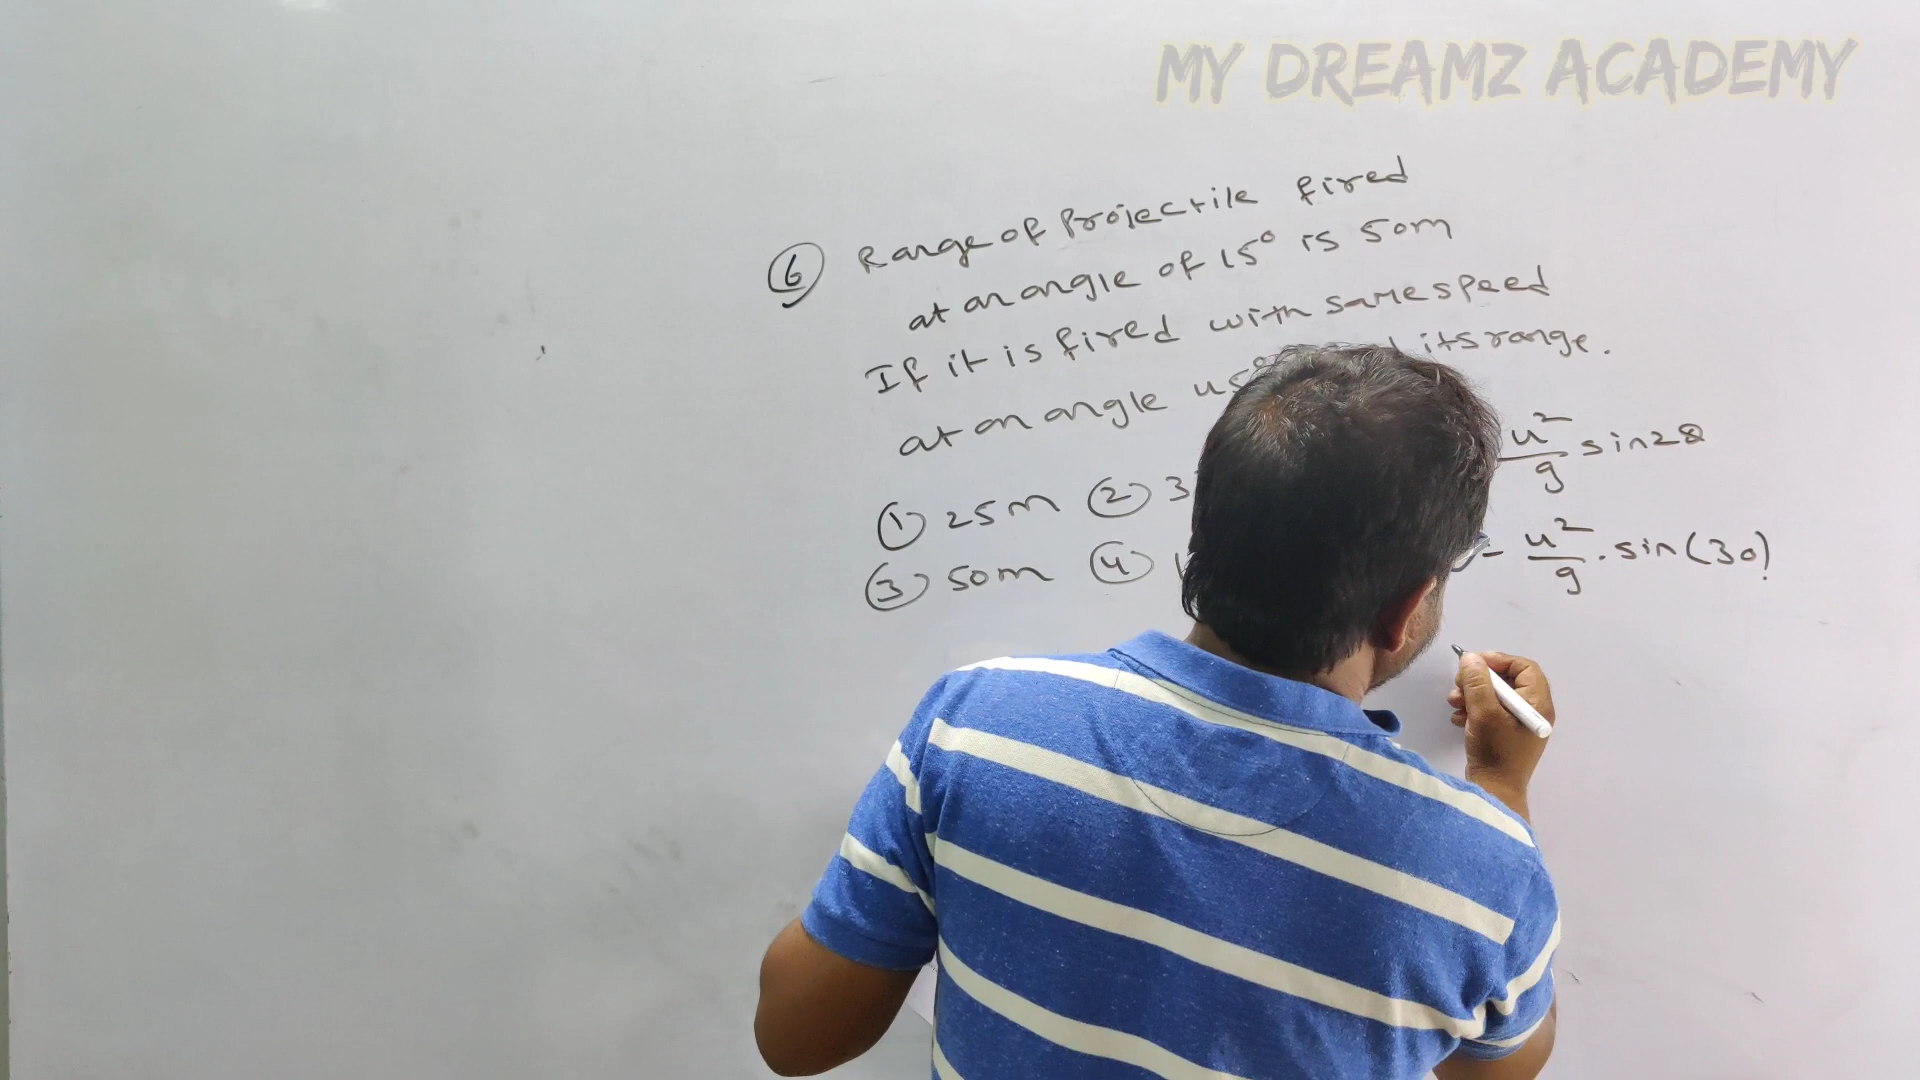 MY DREAMZ ACADEMY
6 Range of Projectile fired
at an angle of 15° is 50m
If it is fired with same speed
at an angle 45° its range.
u²/g sin2θ
1 25m 2 3
3 50m 4
= u²/g . sin(30)